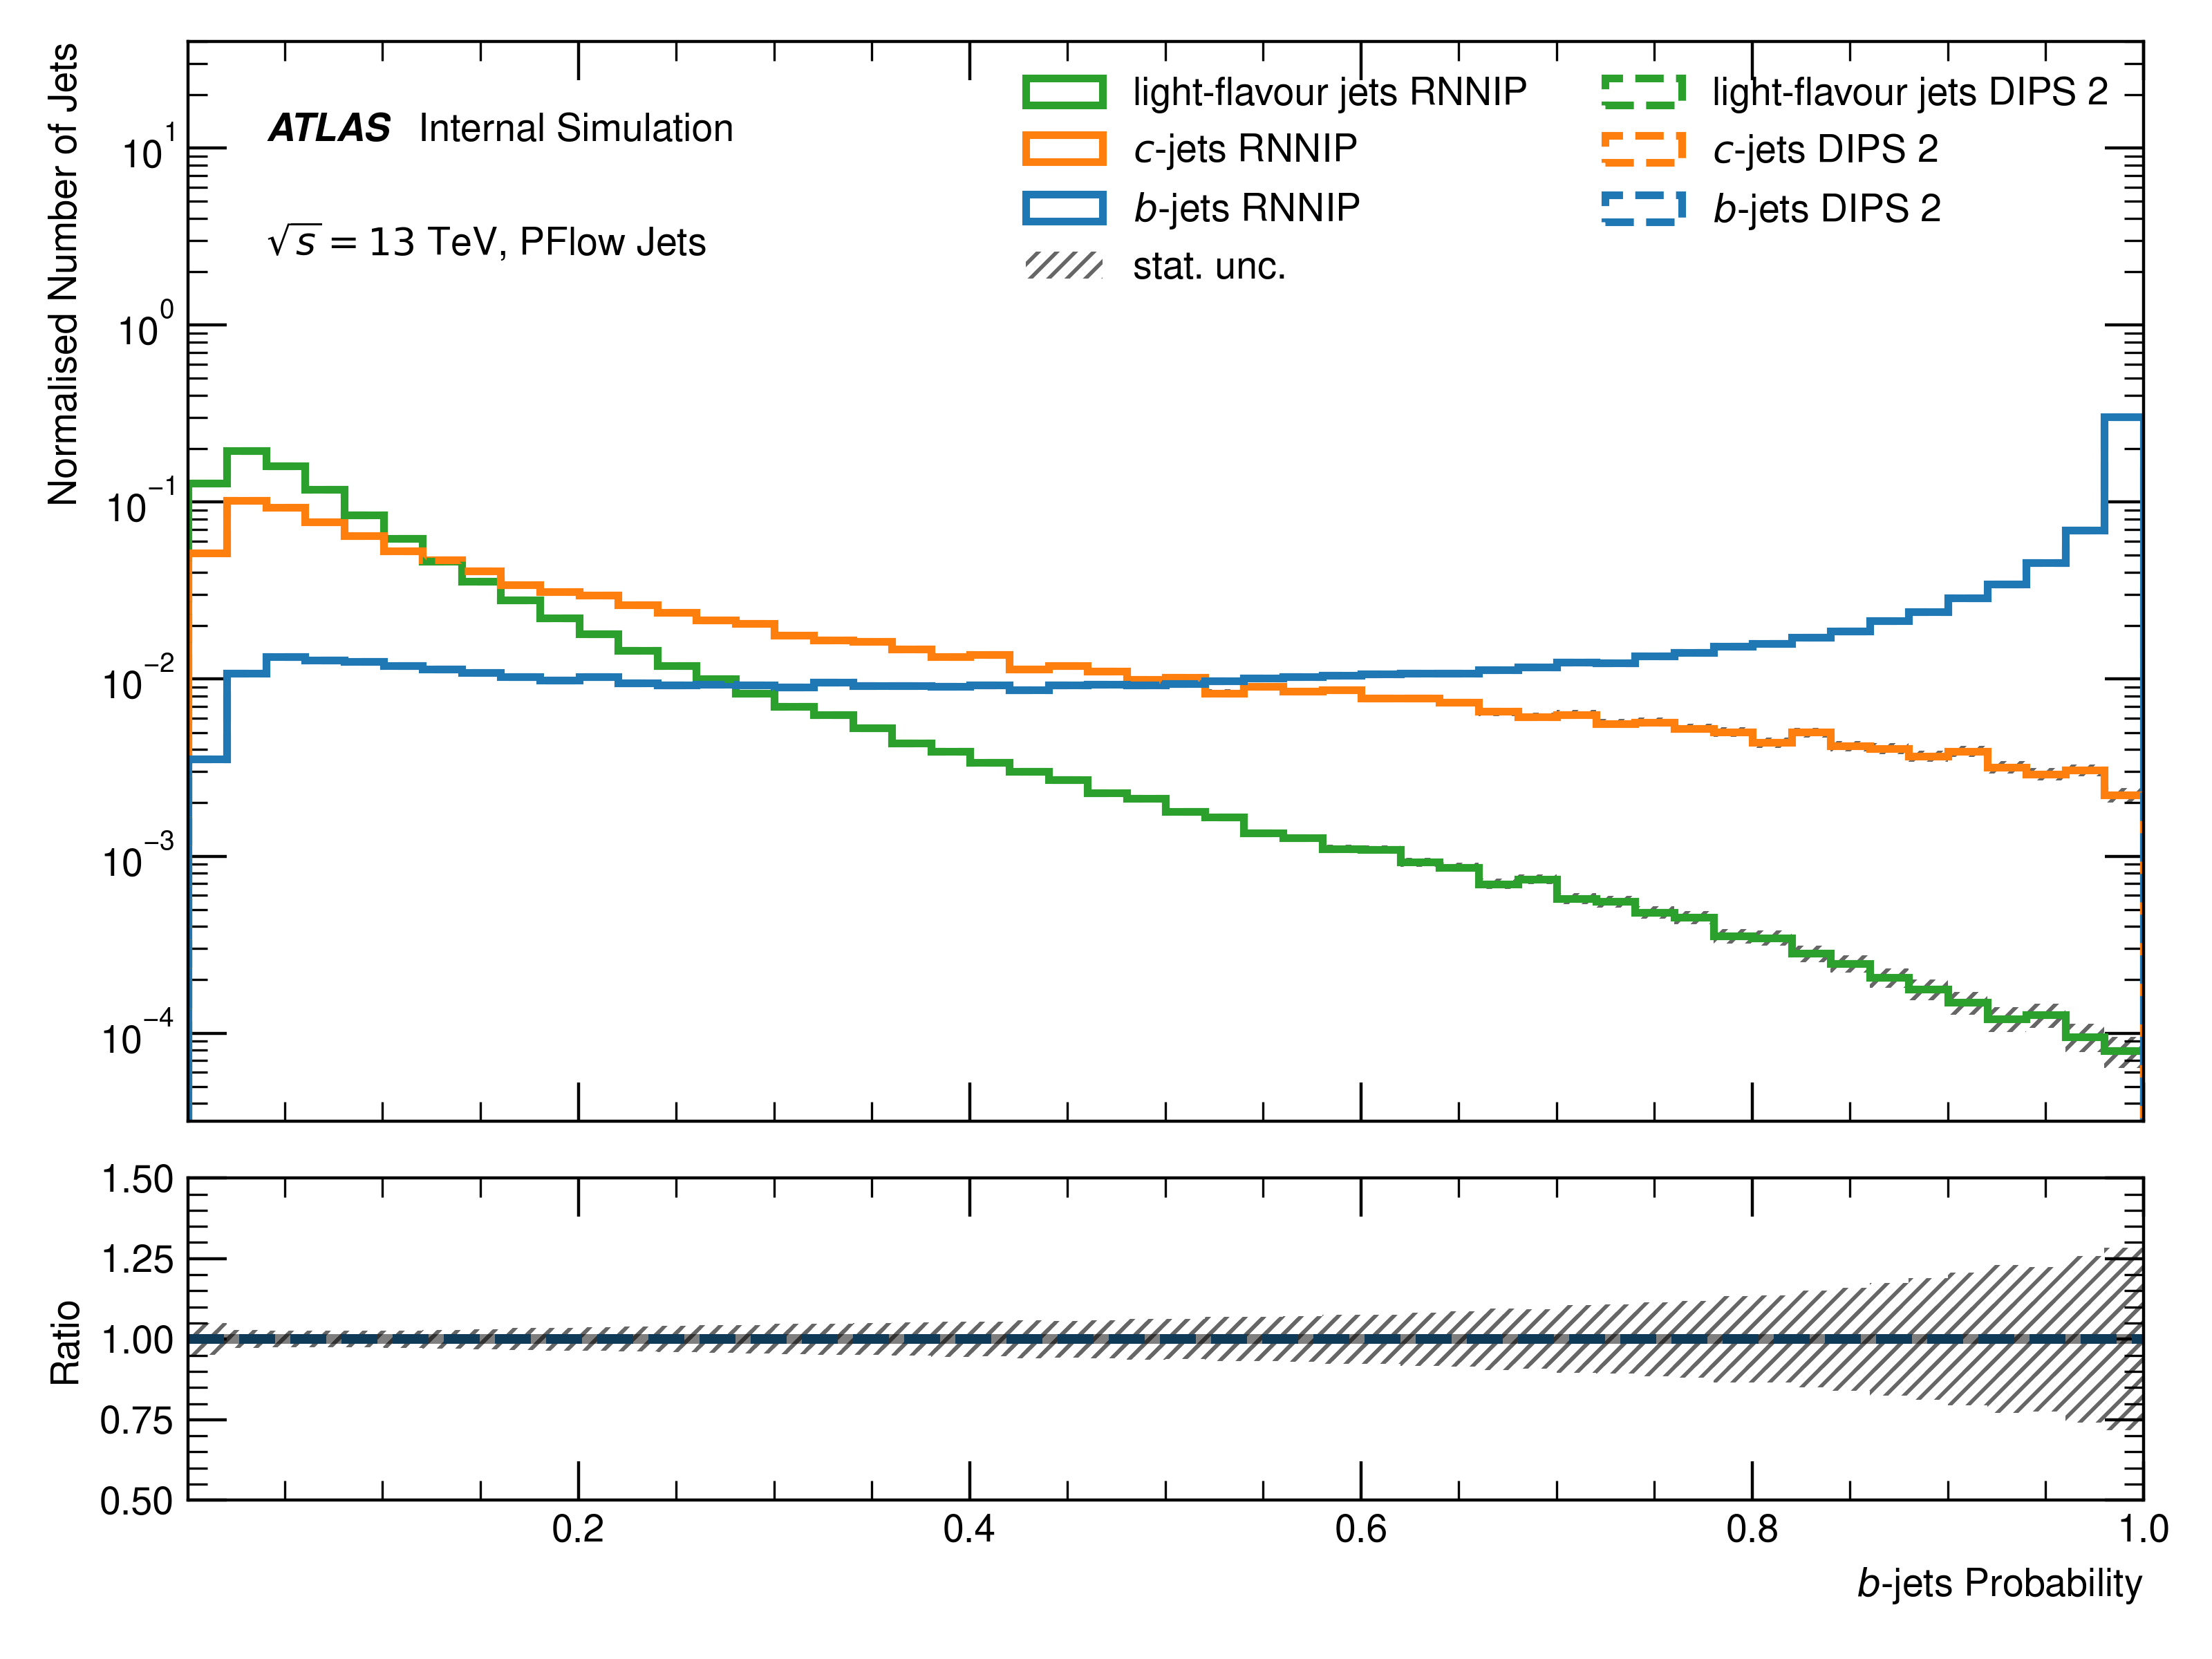 Normalised Number of Jets
ATLAS Internal Simulation
√s = 13 TeV, PFlow Jets
light-flavour jets RNNIP
c-jets RNNIP
b-jets RNNIP
stat. unc.
light-flavour jets DIPS 2
c-jets DIPS 2
b-jets DIPS 2
10^1
10^0
10^−1
10^−2
10^−3
10^−4
Ratio
1.50
1.25
1.00
0.75
0.50
0.2 0.4 0.6 0.8 1.0
b-jets Probability